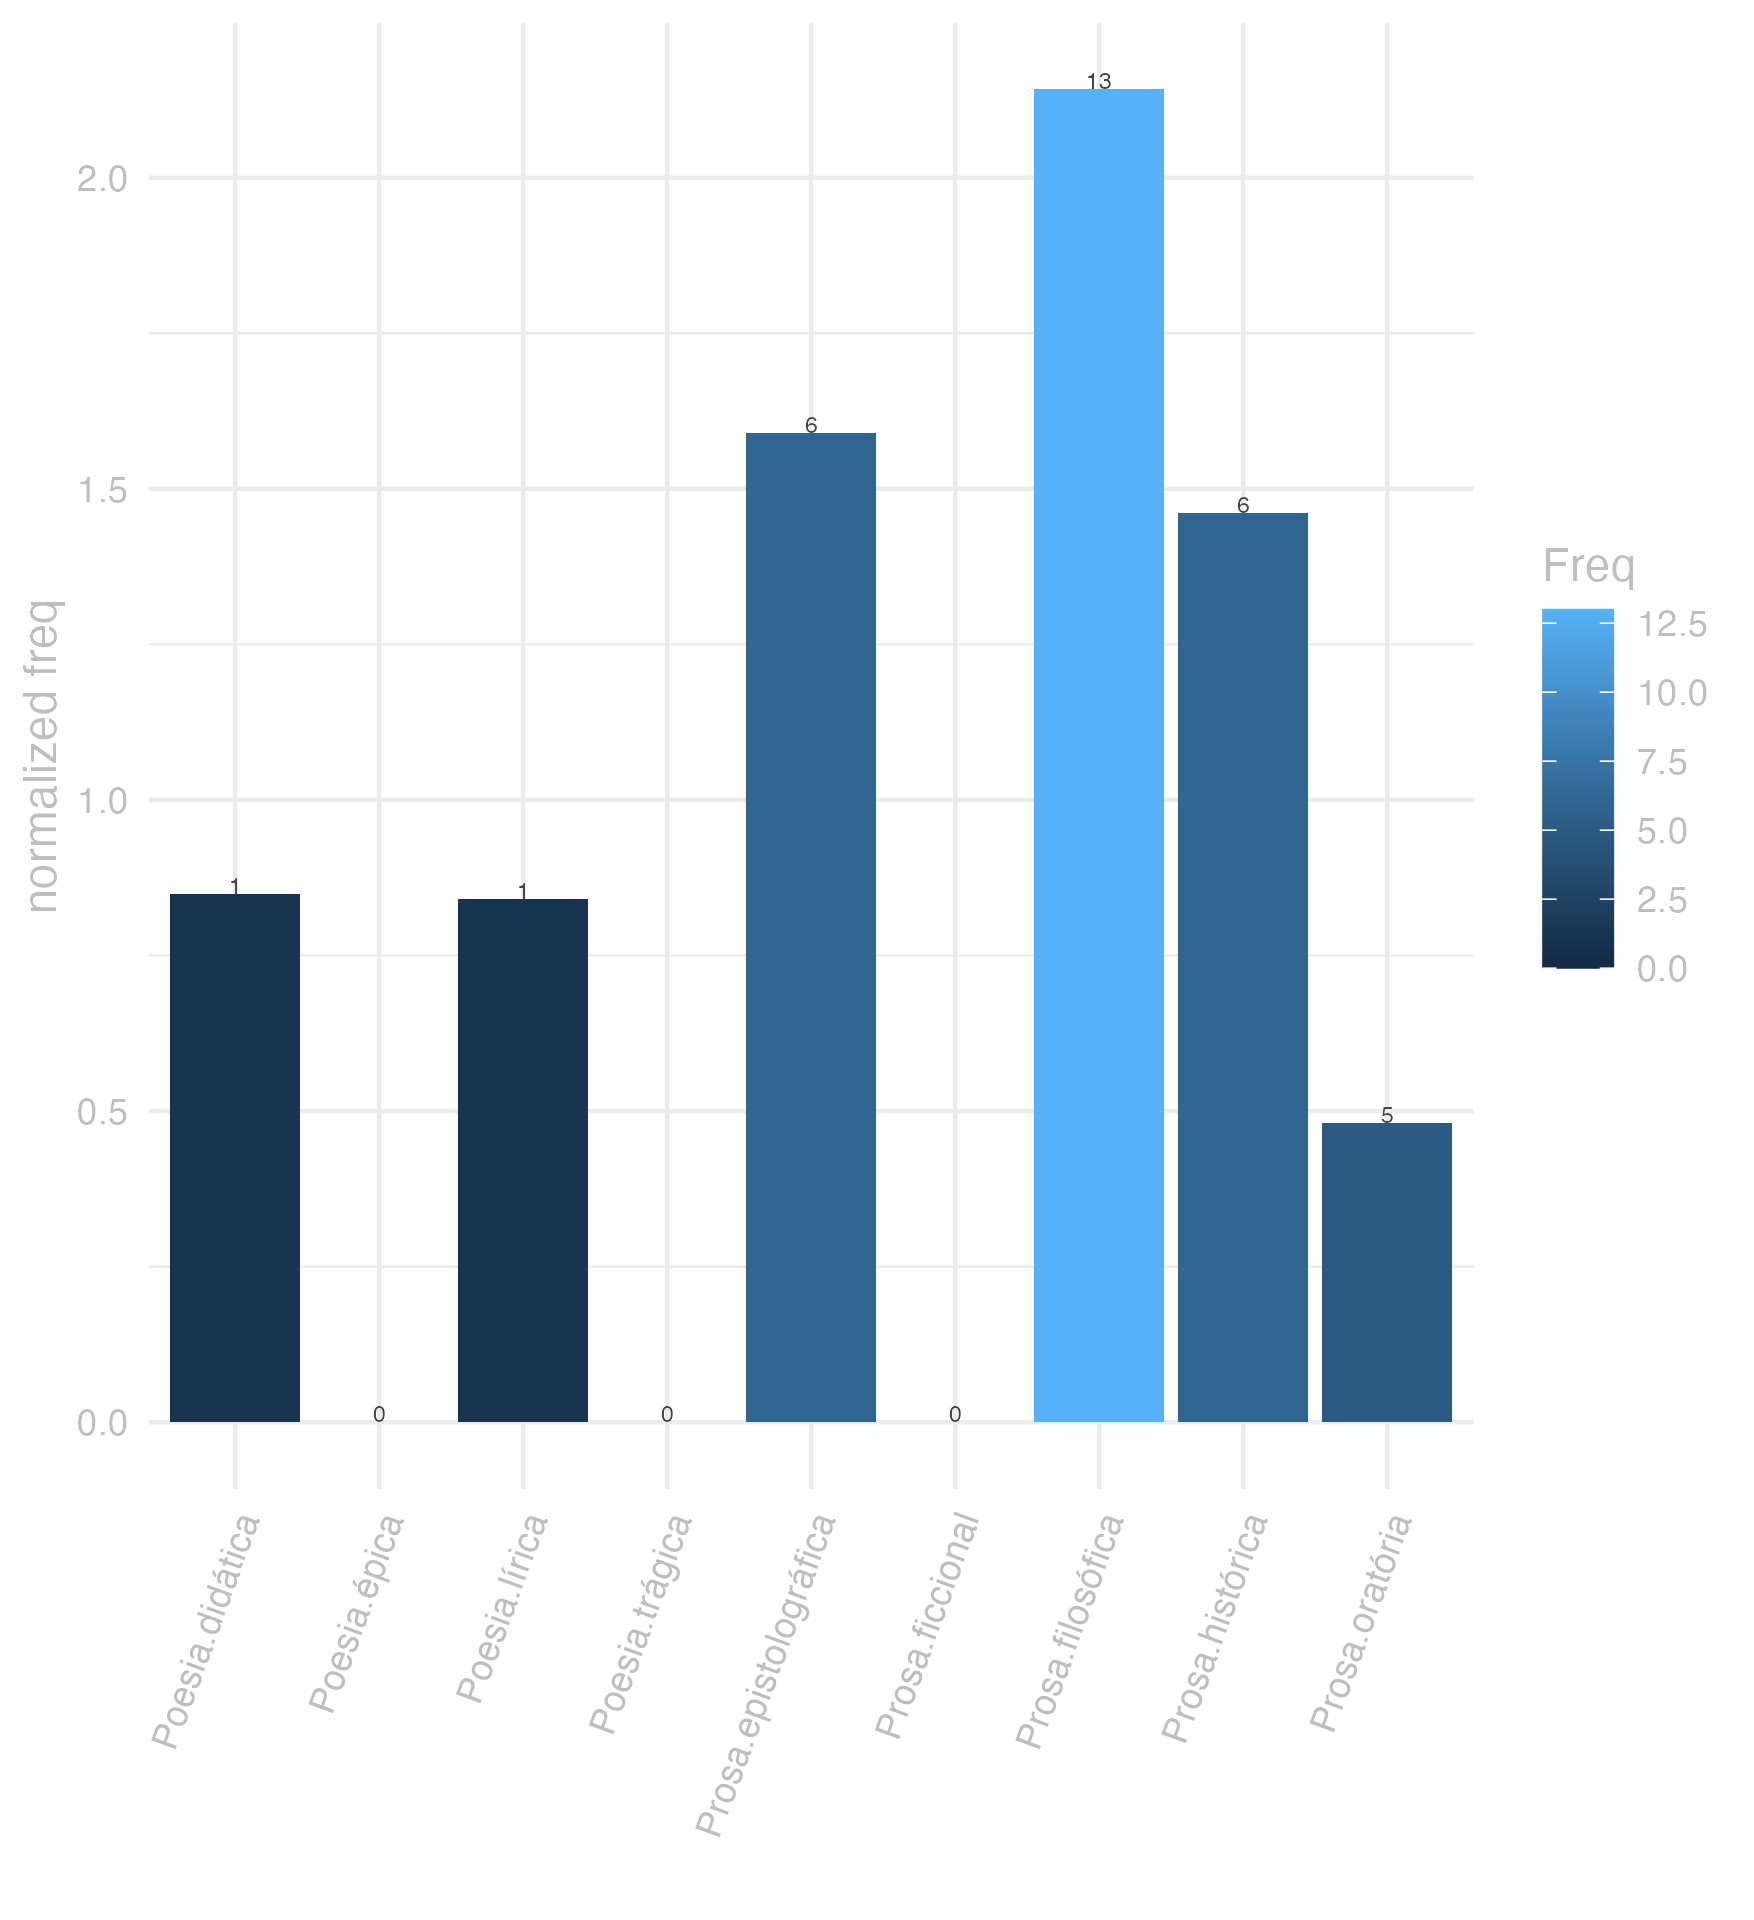 normalized freq
2.0
1.5
1.0
0.5
0.0
1
0
1
0
6
0
13
6
5
Poesia.didática
Poesia.épica
Poesia.lírica
Poesia.trágica
Prosa.epistolográfica
Prosa.ficcional
Prosa.filosófica
Prosa.histórica
Prosa.oratória
Freq
12.5
10.0
7.5
5.0
2.5
0.0